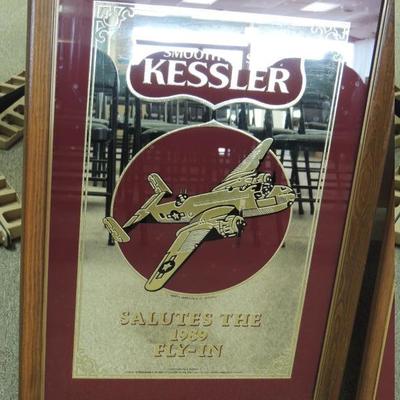 SMOOTH
KESSLER
SALUTES THE
1989
FLY-IN